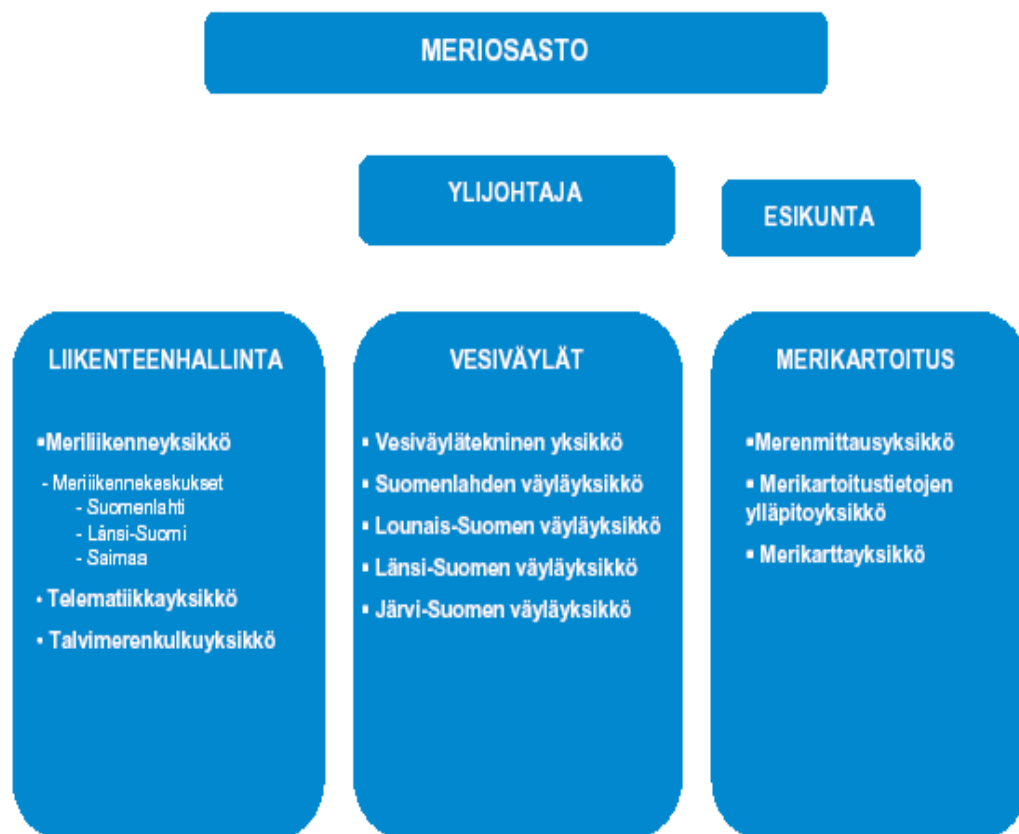 MERIOSASTO
YLIJOHTAJA
ESIKUNTA
LIIKENTEENHALLINTA
▪Meriliikenneyksikkö
- Meriiikennekeskukset
- Suomenlahti
- Länsi-Suomi
- Saimaa
▪ Telematiikkayksikkö
▪ Talvimerenkulkuyksikkö
VESIVÄYLÄT
▪ Vesiväylätekninen yksikkö
▪ Suomenlahden väyläyksikkö
▪ Lounais-Suomen väyläyksikkö
▪ Länsi-Suomen väyläyksikkö
▪ Järvi-Suomen väyläyksikkö
MERIKARTOITUS
▪Merenmittausyksikkö
▪ Merikartoitustietojen
ylläpitoyksikkö
▪ Merikarttayksikkö